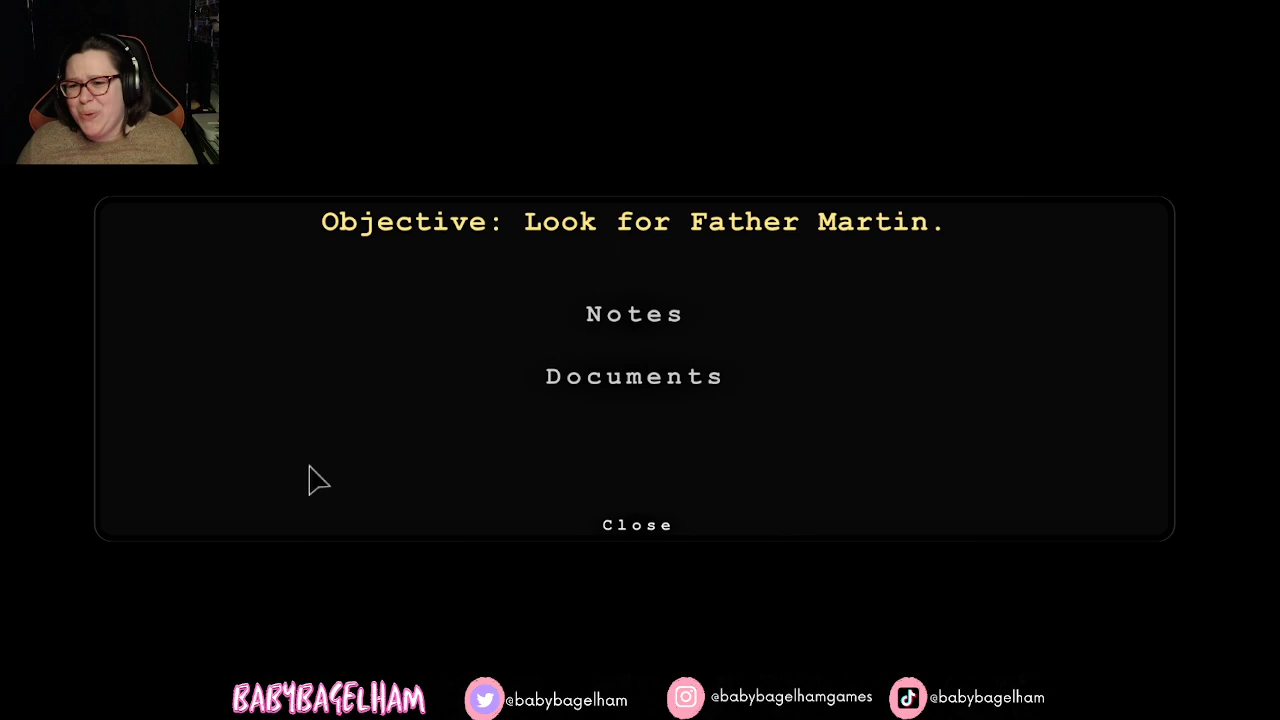 Objective: Look for Father Martin.
Notes
Documents
Close
BABYBAGELHAM
@babybagelham
@babybagelhamgames
@babybagelham